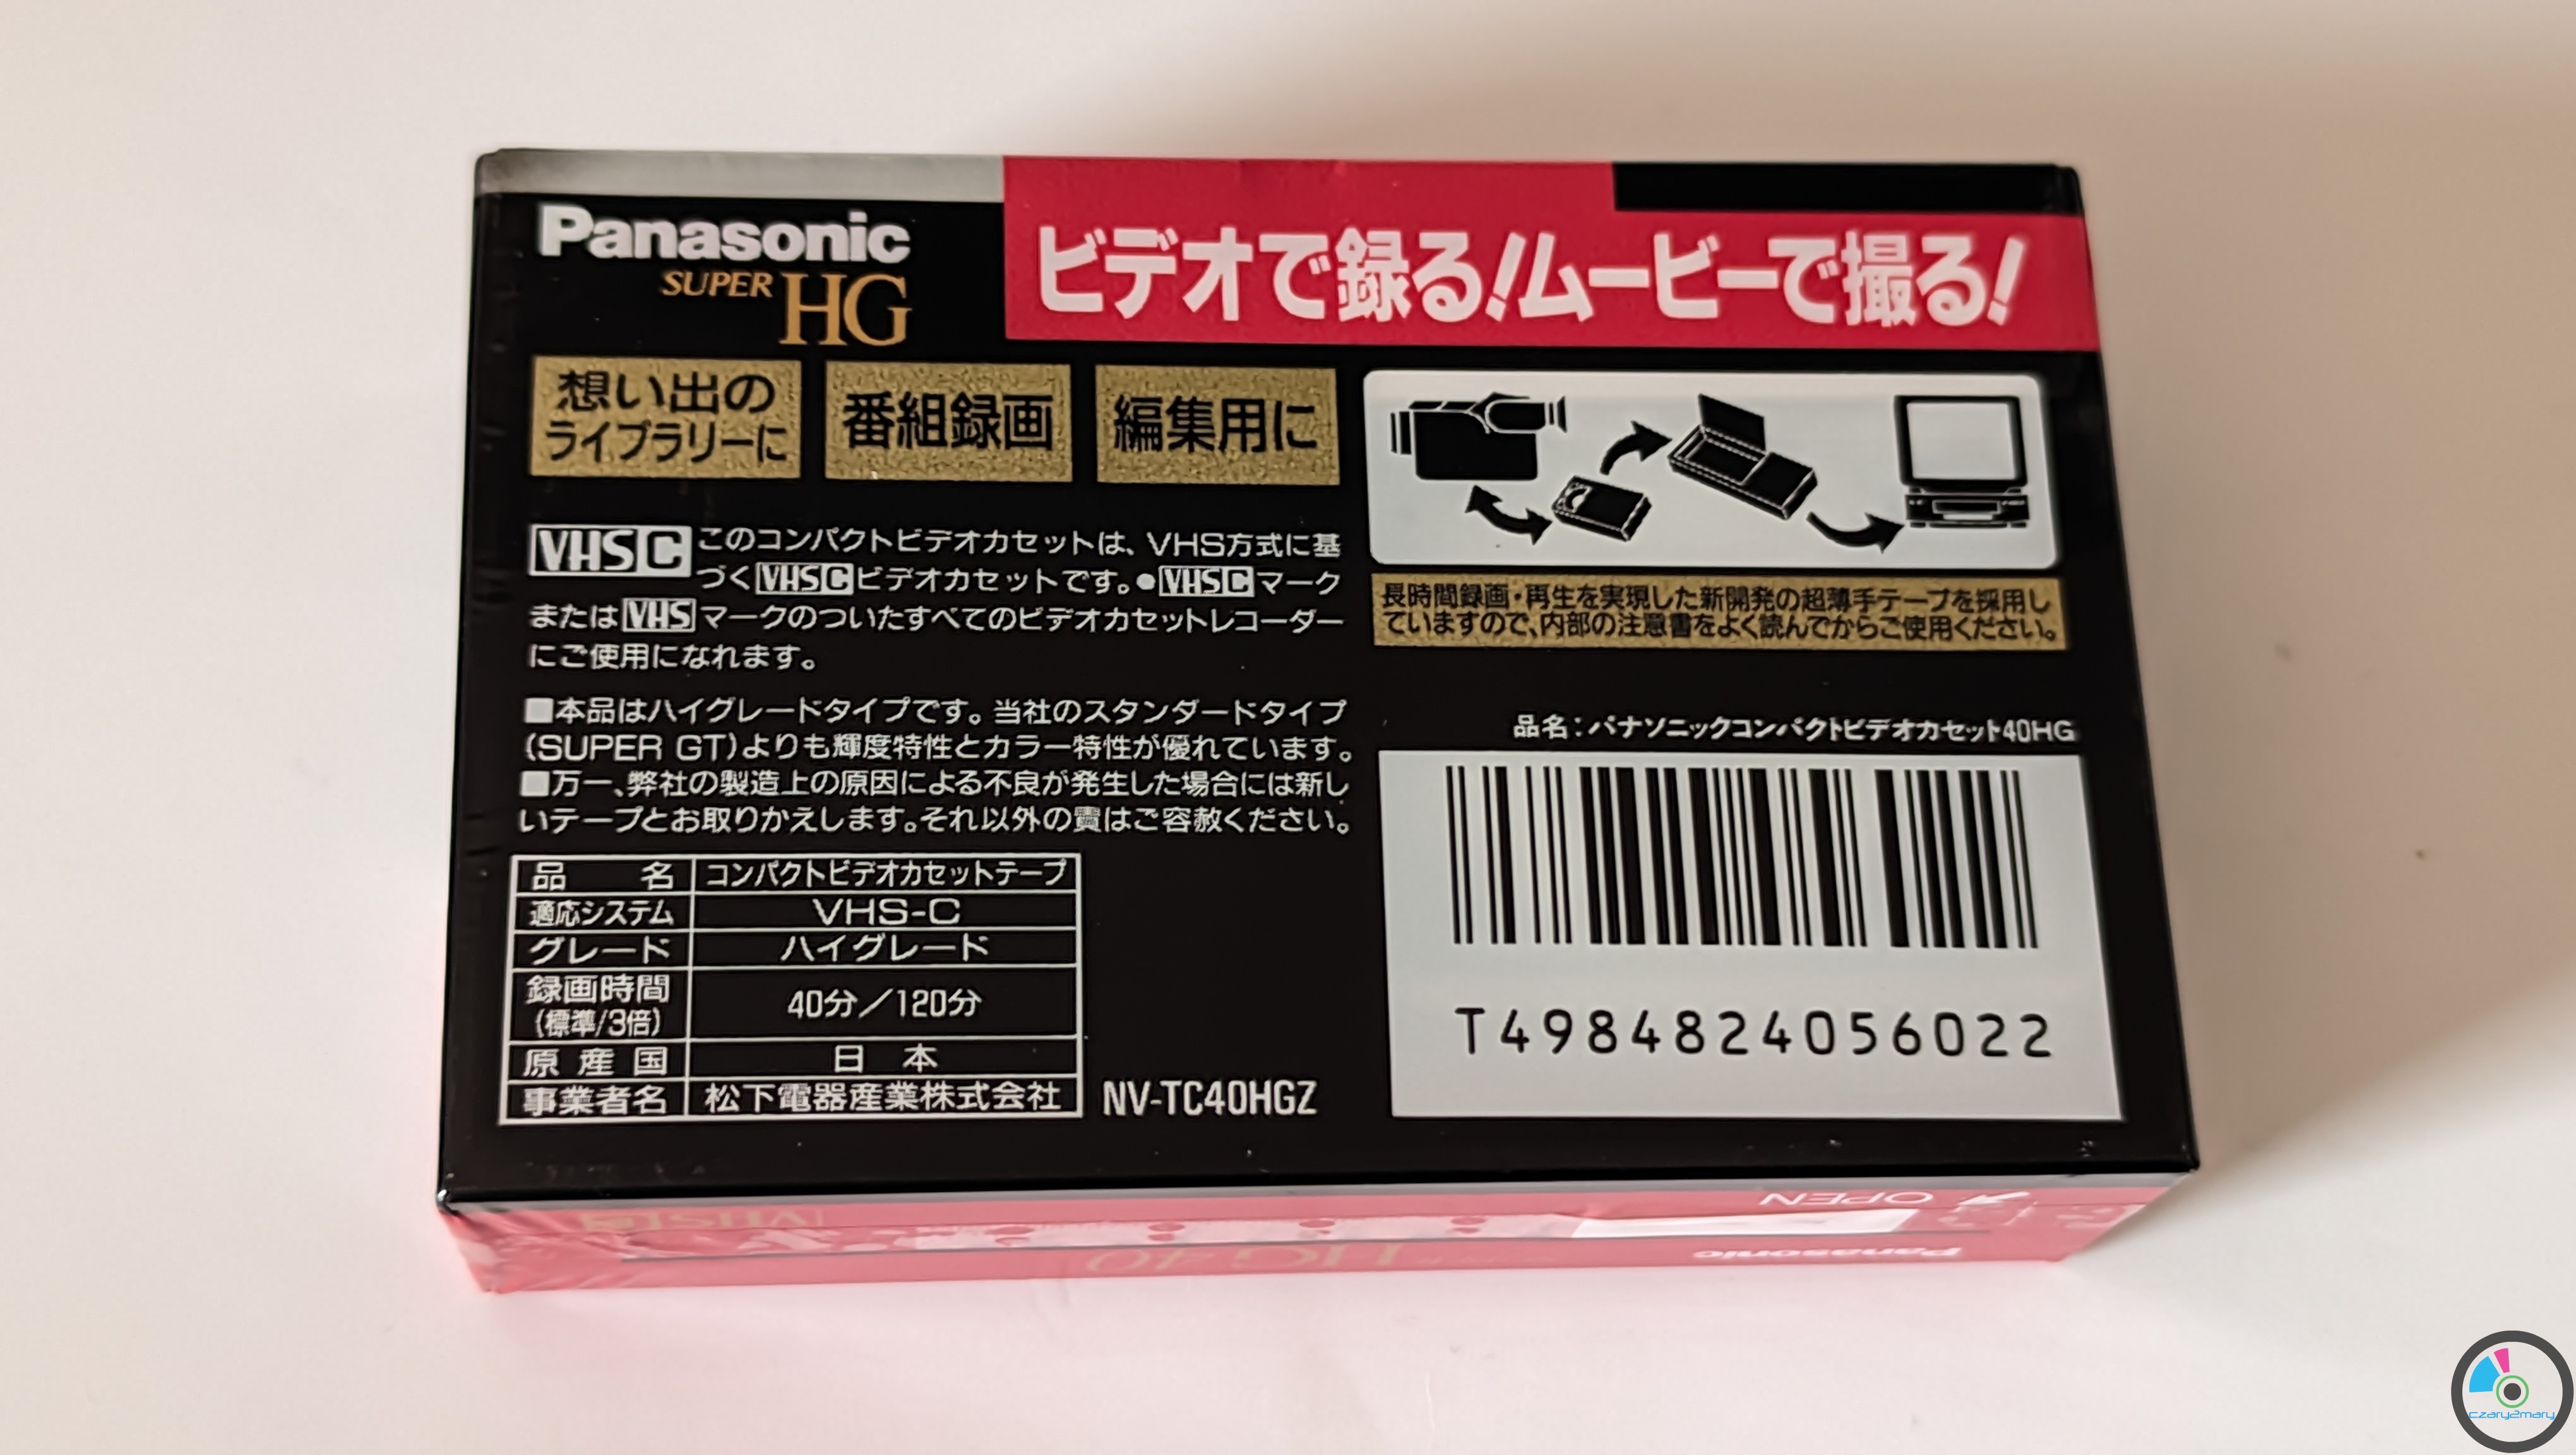 Panasonic
SUPER HG
ビデオで録る!ムービーで撮る!
想い出の
ライブラリーに
番組録画
編集用に
VHS C このコンパクトビデオカセットは、VHS方式に基
づく VHS C ビデオカセットです。●VHS C マーク
または VHS マークのついたすべてのビデオカセットレコーダー
にご使用になれます。
長時間録画・再生を実現した新開発の超薄手テープを採用し
ていますので、内部の注意書をよく読んでからご使用ください。
■本品はハイグレードタイプです。当社のスタンダードタイプ
(SUPER GT)よりも輝度特性とカラー特性が優れています。
■万一、弊社の製造上の原因による不良が発生した場合には新し
いテープとお取りかえします。それ以外の責はご容赦ください。
品名:パナソニックコンパクトビデオカセット40HG
品名 コンパクトビデオカセットテープ
適応システム VHS-C
グレード ハイグレード
録画時間
(標準/3倍) 40分/120分
原産国 日本
事業者名 松下電器産業株式会社
NV-TC40HGZ
T4984824056022
OPEN
VHS C
HG 40
Panasonic
czary2mary